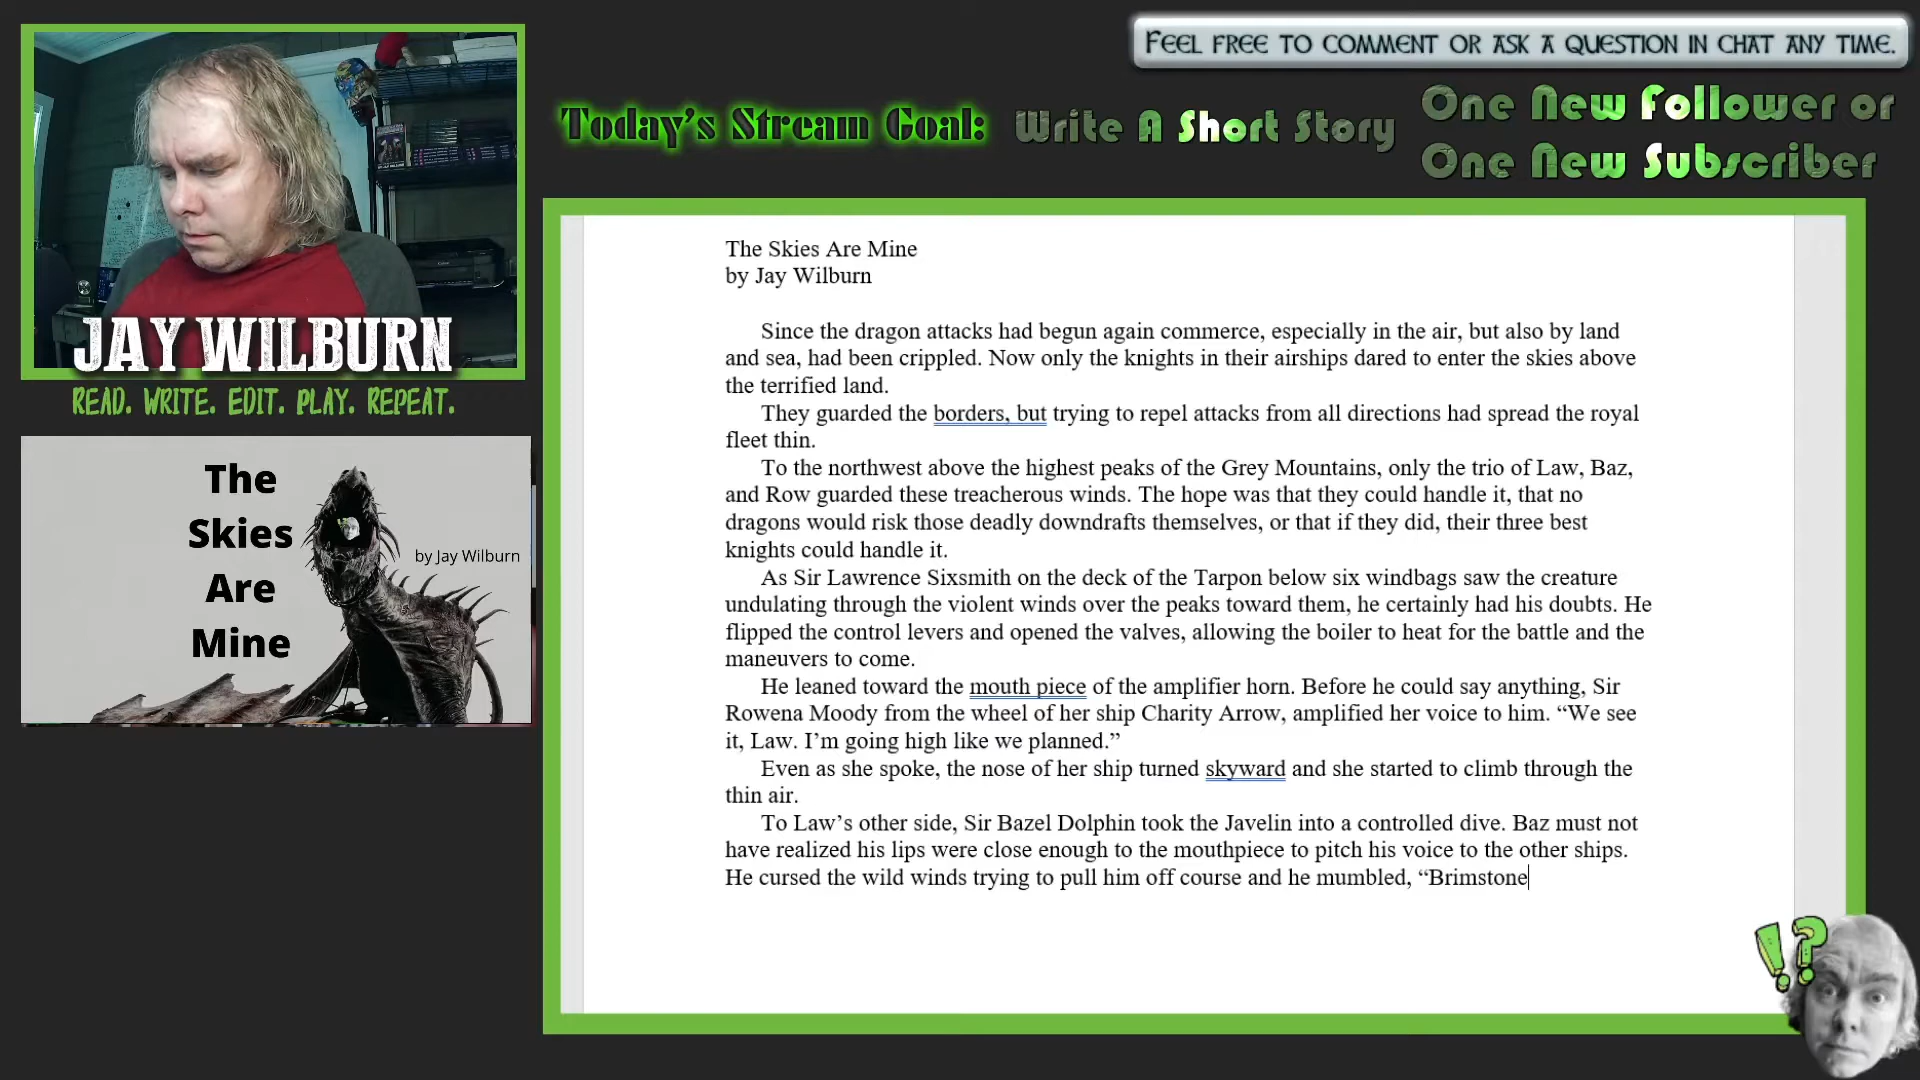 FEEL FREE TO COMMENT OR ASK A QUESTION IN CHAT ANY TIME.
Today's Stream Goal:
Write A Short Story
One New Follower or
One New Subscriber
JAY WILBURN
READ. WRITE. EDIT. PLAY. REPEAT.
The
Skies
Are
Mine
by Jay Wilburn
The Skies Are Mine
by Jay Wilburn
Since the dragon attacks had begun again commerce, especially in the air, but also by land
and sea, had been crippled. Now only the knights in their airships dared to enter the skies above
the terrified land.
They guarded the borders, but trying to repel attacks from all directions had spread the royal
fleet thin.
To the northwest above the highest peaks of the Grey Mountains, only the trio of Law, Baz,
and Row guarded these treacherous winds. The hope was that they could handle it, that no
dragons would risk those deadly downdrafts themselves, or that if they did, their three best
knights could handle it.
As Sir Lawrence Sixsmith on the deck of the Tarpon below six windbags saw the creature
undulating through the violent winds over the peaks toward them, he certainly had his doubts. He
flipped the control levers and opened the valves, allowing the boiler to heat for the battle and the
maneuvers to come.
He leaned toward the mouth piece of the amplifier horn. Before he could say anything, Sir
Rowena Moody from the wheel of her ship Charity Arrow, amplified her voice to him. “We see
it, Law. I’m going high like we planned.”
Even as she spoke, the nose of her ship turned skyward and she started to climb through the
thin air.
To Law’s other side, Sir Bazel Dolphin took the Javelin into a controlled dive. Baz must not
have realized his lips were close enough to the mouthpiece to pitch his voice to the other ships.
He cursed the wild winds trying to pull him off course and he mumbled, “Brimstone
!?